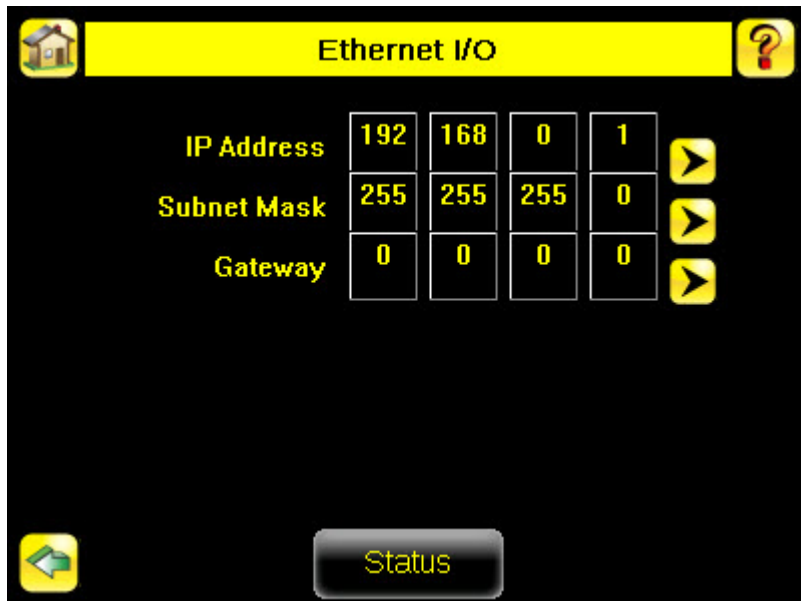 Ethernet I/O
IP Address 192 168 0 1
Subnet Mask 255 255 255 0
Gateway 0 0 0 0
Status